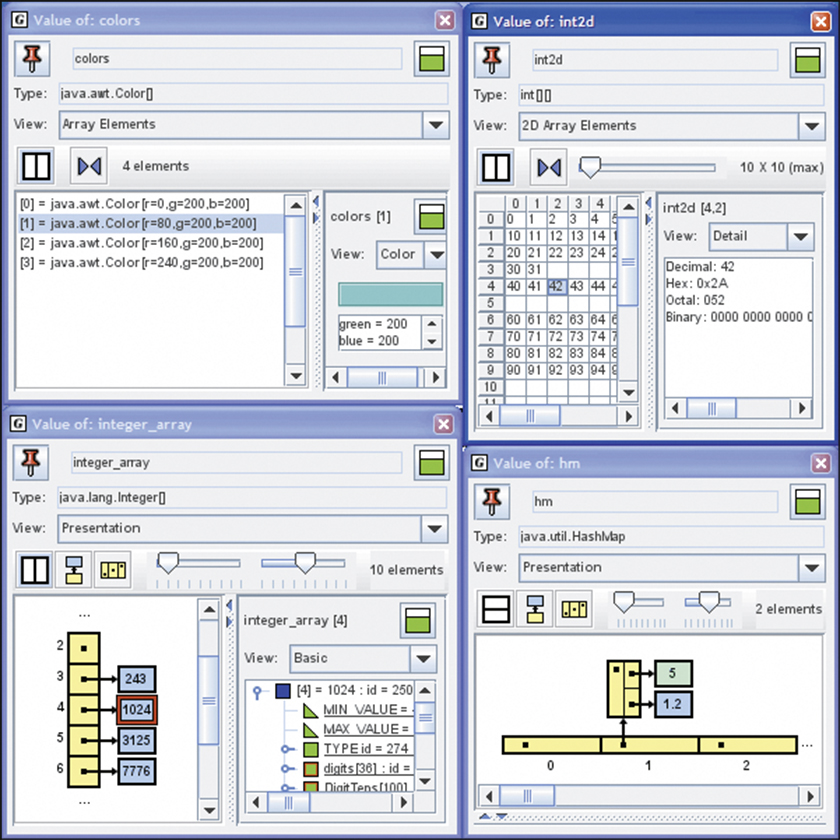 Value of: colors
colors
Type: java.awt.Color[]
View: Array Elements
4 elements
[0] = java.awt.Color[r=0,g=200,b=200]
[1] = java.awt.Color[r=80,g=200,b=200]
[2] = java.awt.Color[r=160,g=200,b=200]
[3] = java.awt.Color[r=240,g=200,b=200]
colors [1]
View: Color
green = 200
blue = 200
Value of: int2d
int2d
Type: int[][]
View: 2D Array Elements
10 X 10 (max)
0 1 2 3 4
0 0 1 2 3 4
1 10 11 12 13 14
2 20 21 22 23 24
3 30 31
4 40 41 42 43 44
5
6 60 61 62 63 64
7 70 71 72 73 74
8 80 81 82 83 84
9 90 91 92 93 94
10
11
int2d [4,2]
View: Detail
Decimal: 42
Hex: 0x2A
Octal: 052
Binary: 0000 0000 0000
Value of: integer_array
integer_array
Type: java.lang.Integer[]
View: Presentation
10 elements
...
2
3 243
4 1024
5 3125
6 7776
...
integer_array [4]
View: Basic
[4] = 1024 : id = 250
MIN_VALUE =
MAX_VALUE =
TYPE id = 274
digits[36] : id =
DigitTens[100]
Value of: hm
hm
Type: java.util.HashMap
View: Presentation
2 elements
5
1.2
...
0 1 2